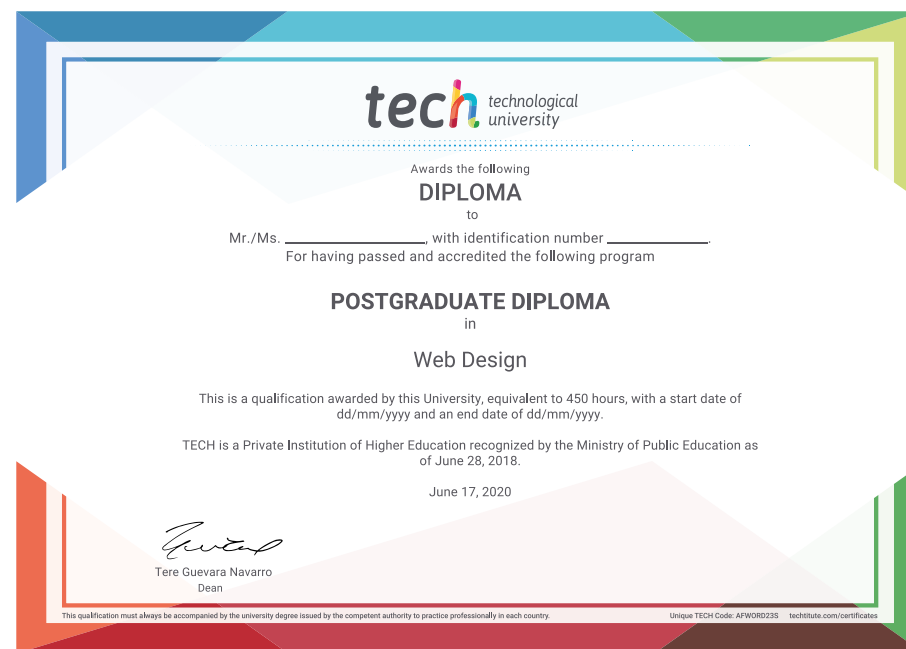 tech technological
university
Awards the following
DIPLOMA
to
Mr./Ms. ____________________, with identification number ______________.
For having passed and accredited the following program
POSTGRADUATE DIPLOMA
in
Web Design
This is a qualification awarded by this University, equivalent to 450 hours, with a start date of
dd/mm/yyyy and an end date of dd/mm/yyyy.
TECH is a Private Institution of Higher Education recognized by the Ministry of Public Education as
of June 28, 2018.
June 17, 2020
Tere Guevara Navarro
Dean
This qualification must always be accompanied by the university degree issued by the competent authority to practice professionally in each country.
Unique TECH Code: AFWORD23S techtitute.com/certificates